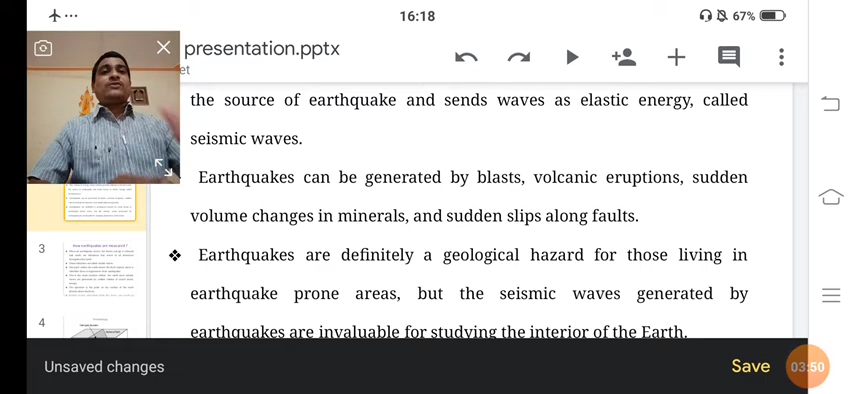 16:18
67%
presentation.pptx
et
the source of earthquake and sends waves as elastic energy, called
seismic waves.
Earthquakes can be generated by blasts, volcanic eruptions, sudden
volume changes in minerals, and sudden slips along faults.
❖ Earthquakes are definitely a geological hazard for those living in
earthquake prone areas, but the seismic waves generated by
earthquakes are invaluable for studying the interior of the Earth.
3
How earthquakes are measured ?
4
Unsaved changes
Save
03:50